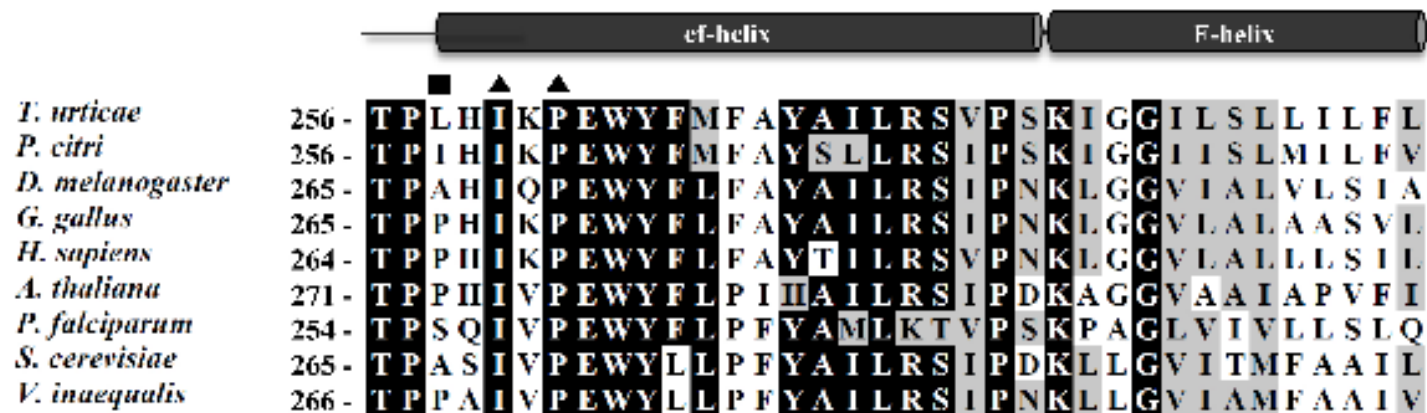 cf-helix F-helix
T. urticae 256 - T P L H I K P E W Y F M F A Y A I L R S V P S K I G G I L S L L I L F L
P. citri 256 - T P I H I K P E W Y F M F A Y S L L R S I P S K I G G I I S L M I L F V
D. melanogaster 265 - T P A H I Q P E W Y F L F A Y A I L R S I P N K L G G V I A L V L S I A
G. gallus 265 - T P P H I K P E W Y F L F A Y A I L R S I P N K L G G V L A L A A S V L
H. sapiens 264 - T P P H I K P E W Y F L F A Y T I L R S V P N K L G G V L A L L L S I L
A. thaliana 271 - T P P H I V P E W Y F L P I H A I L R S I P D K A G G V A A I A P V F I
P. falciparum 254 - T P S Q I V P E W Y F L P F Y A M L K T V P S K P A G L V I V L L S L Q
S. cerevisiae 265 - T P A S I V P E W Y L L P F Y A I L R S I P D K L L G V I T M F A A I L
V. inaequalis 266 - T P P A I V P E W Y L L P F Y A I L R S I P N K L L G V I A M F A A I V